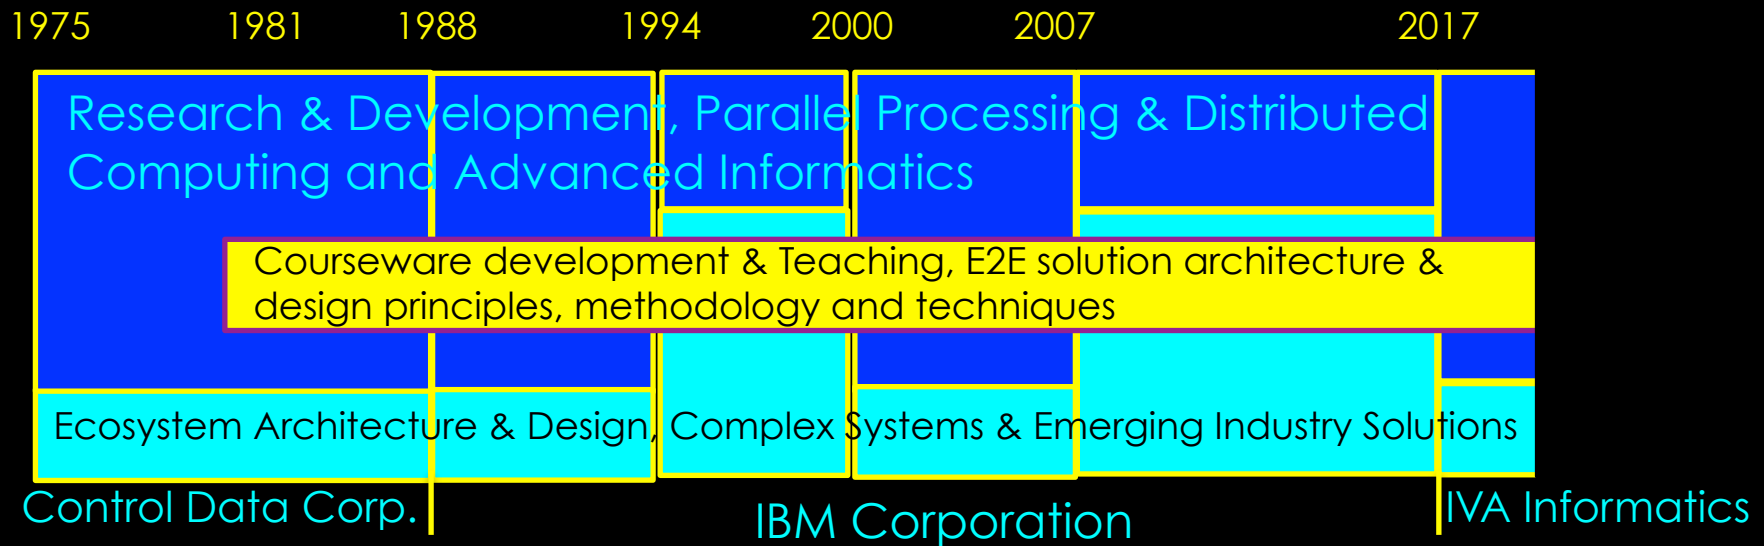 1975 1981 1988 1994 2000 2007 2017
Research & Development, Parallel Processing & Distributed
Computing and Advanced Informatics
Courseware development & Teaching, E2E solution architecture &
design principles, methodology and techniques
Ecosystem Architecture & Design, Complex Systems & Emerging Industry Solutions
Control Data Corp. IBM Corporation IVA Informatics